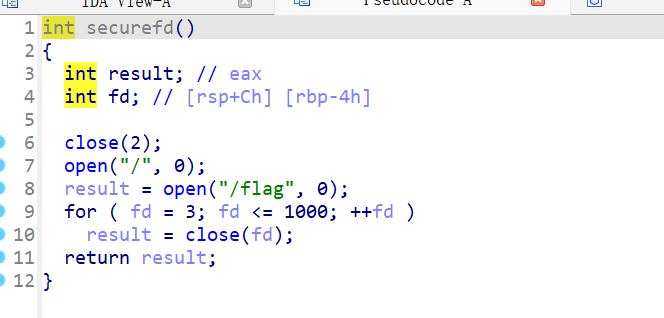 IDA View-A
Pseudocode-A
1 int securefd()
2 {
3   int result; // eax
4   int fd; // [rsp+Ch] [rbp-4h]
5
6   close(2);
7   open("/", 0);
8   result = open("/flag", 0);
9   for ( fd = 3; fd <= 1000; ++fd )
10     result = close(fd);
11   return result;
12 }